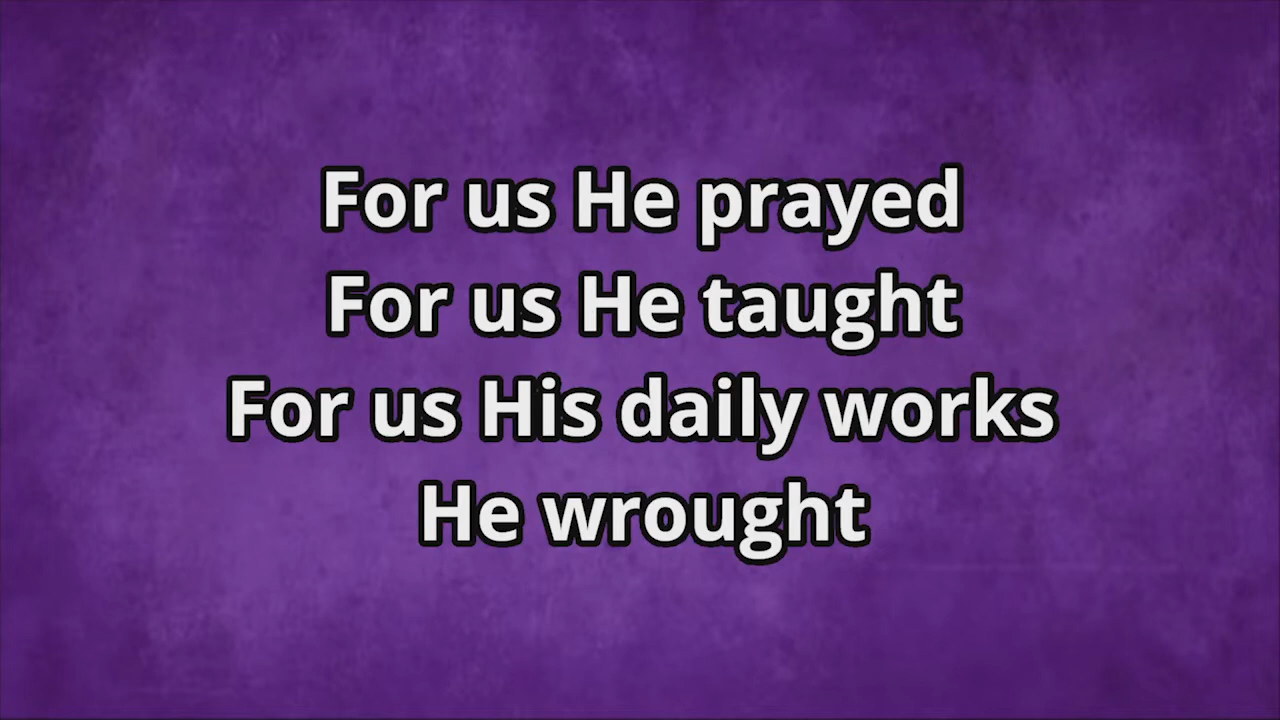 For us He prayed
For us He taught
For us His daily works
He wrought